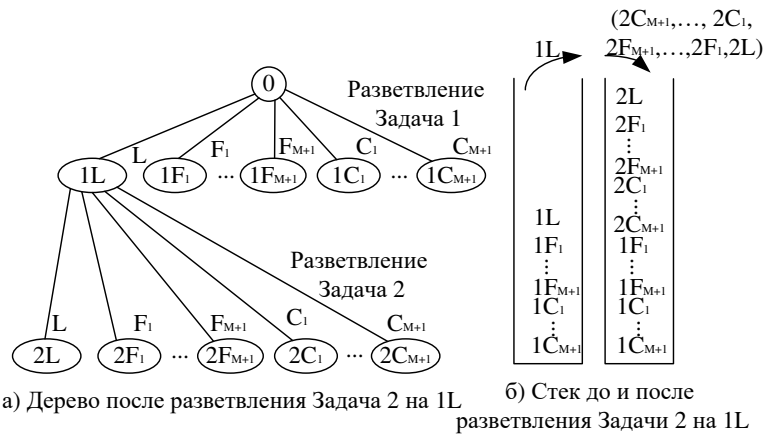 (2C_{M+1},…, 2C_1,
2F_{M+1},…,2F_1,2L)
1L
0
Разветвление
Задача 1
L F_1 F_{M+1} C_1 C_{M+1}
1L 1F_1 ... 1F_{M+1} 1C_1 ... 1C_{M+1}
Разветвление
Задача 2
L F_1 F_{M+1} C_1 C_{M+1}
2L 2F_1 ... 2F_{M+1} 2C_1 ... 2C_{M+1}
а) Дерево после разветвления Задача 2 на 1L
1L
1F_1
⋮
1F_{M+1}
1C_1
⋮
1C_{M+1}
2L
2F_1
⋮
2F_{M+1}
2C_1
⋮
2C_{M+1}
1F_1
⋮
1F_{M+1}
1C_1
⋮
1C_{M+1}
б) Стек до и после
разветвления Задачи 2 на 1L